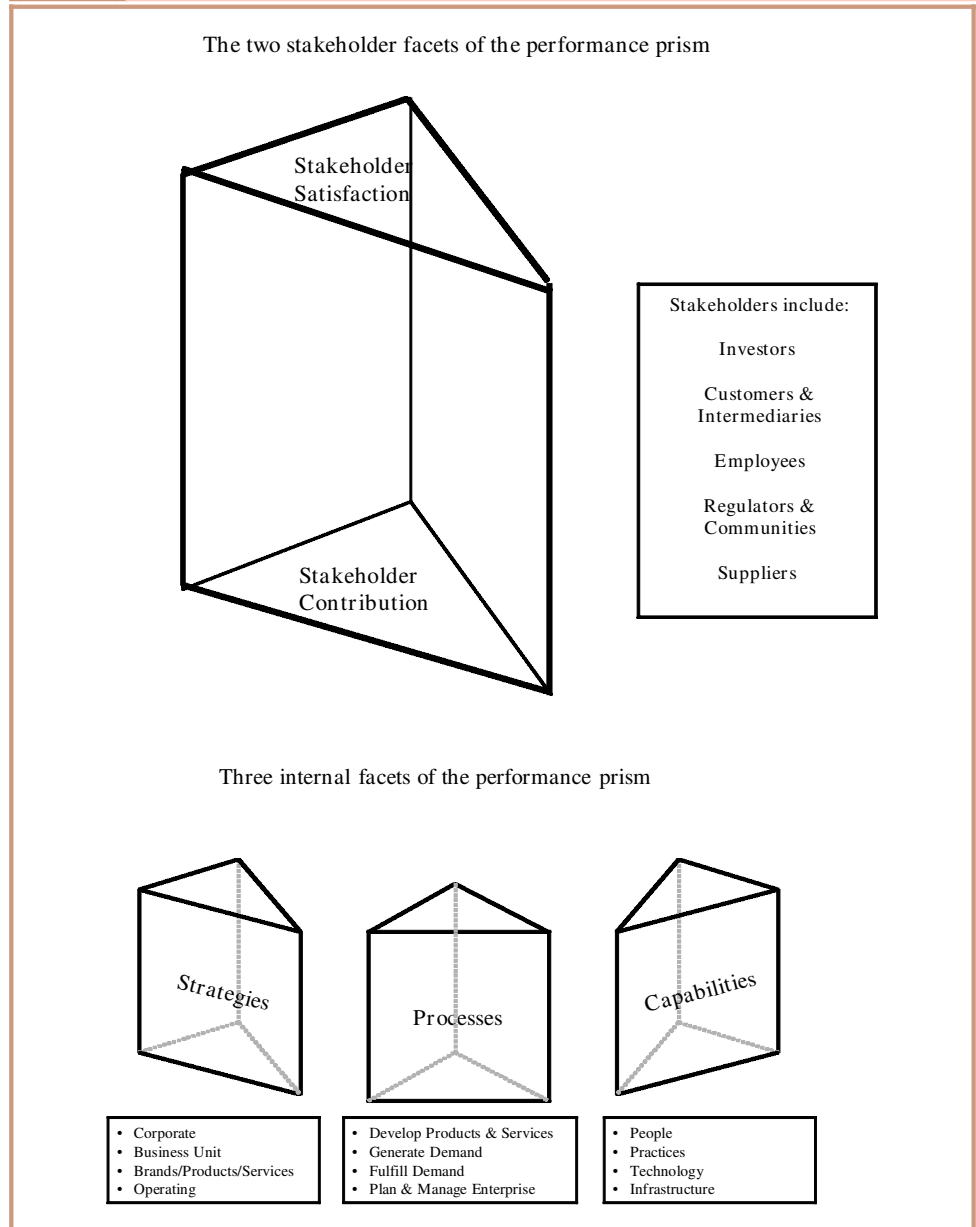 The two stakeholder facets of the performance prism
Stakeholder
Satisfaction
Stakeholders include:
Investors
Customers &
Intermediaries
Employees
Regulators &
Communities
Suppliers
Stakeholder
Contribution
Three internal facets of the performance prism
Strategies
Processes
Capabilities
• Corporate
• Business Unit
• Brands/Products/Services
• Operating
• Develop Products & Services
• Generate Demand
• Fulfill Demand
• Plan & Manage Enterprise
• People
• Practices
• Technology
• Infrastructure